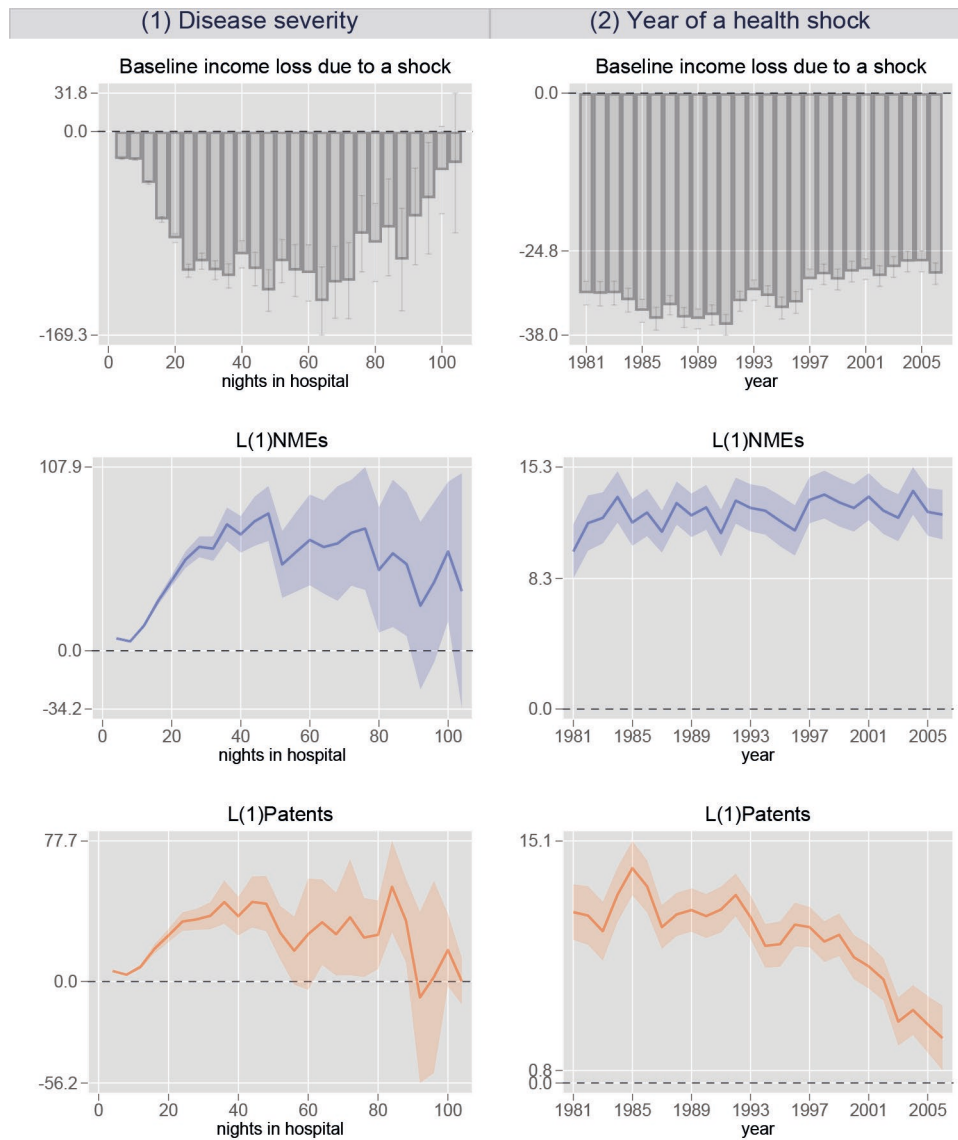 (1) Disease severity
(2) Year of a health shock
Baseline income loss due to a shock
31.8
0.0
-169.3
0 20 40 60 80 100
nights in hospital
Baseline income loss due to a shock
0.0
-24.8
-38.0
1981 1985 1989 1993 1997 2001 2005
year
L(1)NMEs
107.9
0.0
-34.2
0 20 40 60 80 100
nights in hospital
L(1)NMEs
15.3
8.3
0.0
1981 1985 1989 1993 1997 2001 2005
year
L(1)Patents
77.7
0.0
-56.2
0 20 40 60 80 100
nights in hospital
L(1)Patents
15.1
0.8
0.0
1981 1985 1989 1993 1997 2001 2005
year